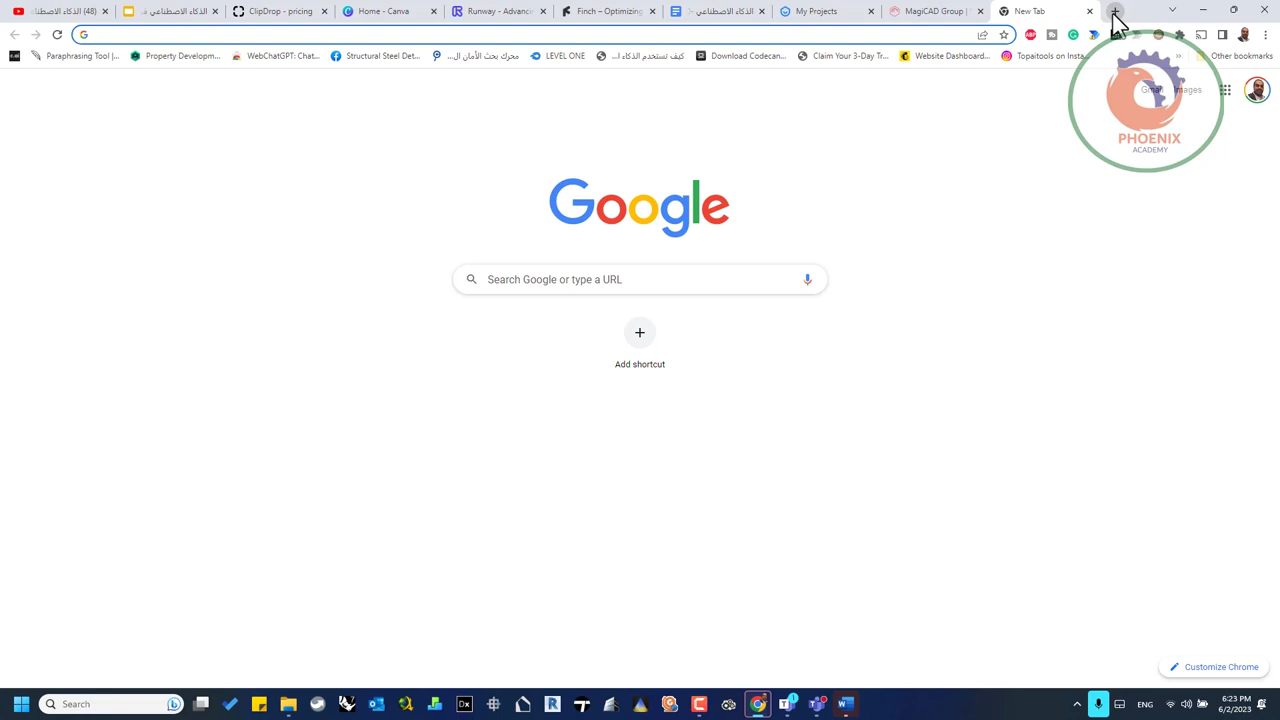 (48) الذكاء الاصطناعي
الذكاء الاصطناعي ف..
ClipDrop - pricing
Home - Canva
Runway - Advanc
Finch – Optimizing
الذكاء الاصطناعي (-
My Projects
MagiCAD Group |
New Tab
Paraphrasing Tool |...
Property Developm...
WebChatGPT: Chat...
Structural Steel Det...
محرك بحث الأمان ال...
LEVEL ONE
كيف تستخدم الذكاء ا...
Download Codecan...
Claim Your 3-Day Tr...
Website Dashboard...
Topaitools on Insta...
Other bookmarks
Gmail
Images
PHOENIX
ACADEMY
Google
Search Google or type a URL
Add shortcut
Customize Chrome
Search
ENG
6:23 PM
6/2/2023